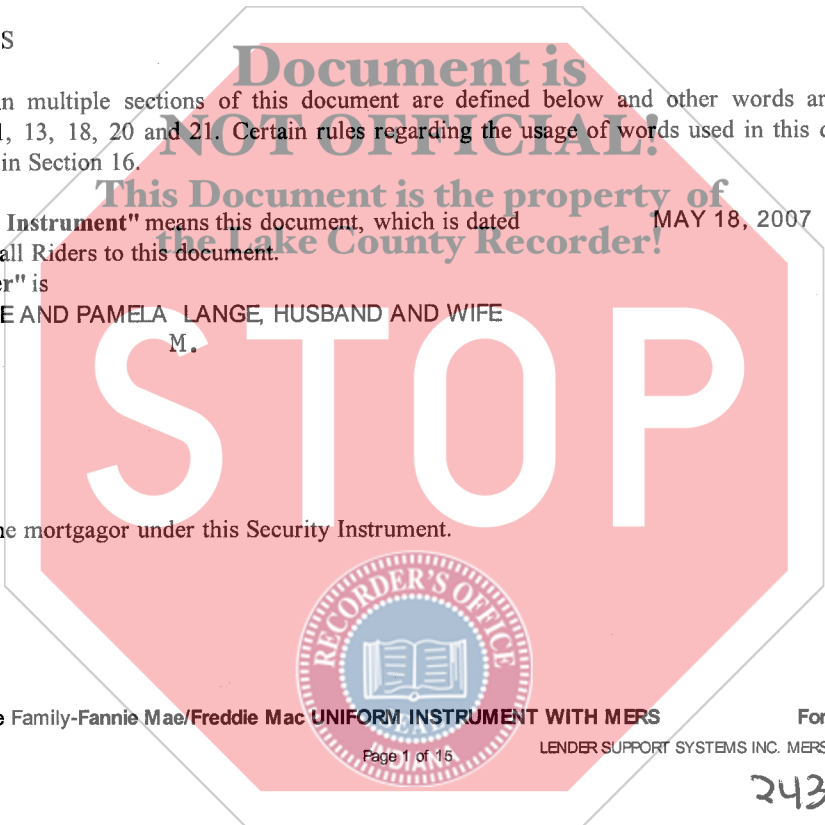 S
Document is
n multiple sections of this document are defined below and other words ar
, 13, 18, 20 and 21. Certain rules regarding the usage of words used in this d
NOT OFFICIAL!
in Section 16.
This Document is the property of
Instrument" means this document, which is dated MAY 18, 2007
the Lake County Recorder!
all Riders to this document.
r" is
E AND PAMELA LANGE, HUSBAND AND WIFE
M.
STOP
e mortgagor under this Security Instrument.
RECORDER'S OFFICE
e Family-Fannie Mae/Freddie Mac UNIFORM INSTRUMENT WITH MERS For
SEAL
Page 1 of 15 LENDER SUPPORT SYSTEMS INC. MERS
INDIANA
243